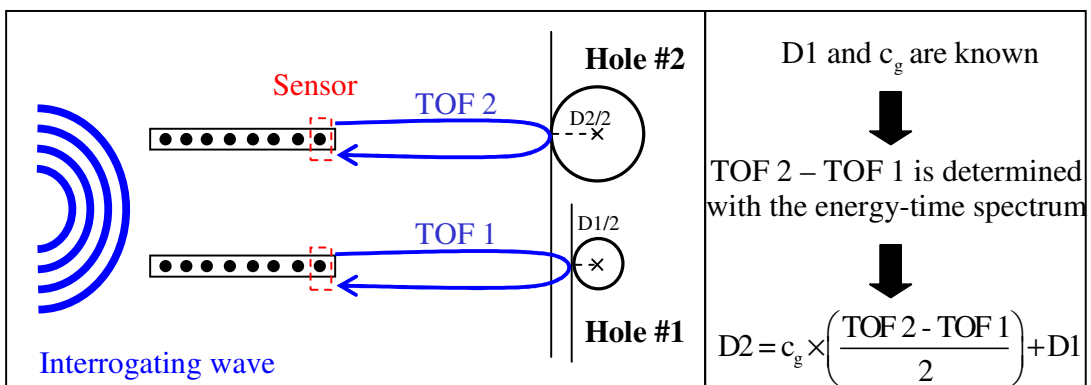 Hole #2
Sensor
TOF 2
D2/2
TOF 1
D1/2
Hole #1
Interrogating wave
D1 and c_g are known
TOF 2 – TOF 1 is determined
with the energy-time spectrum
D2 = c_g × ( (TOF 2 - TOF 1) / 2 ) + D1